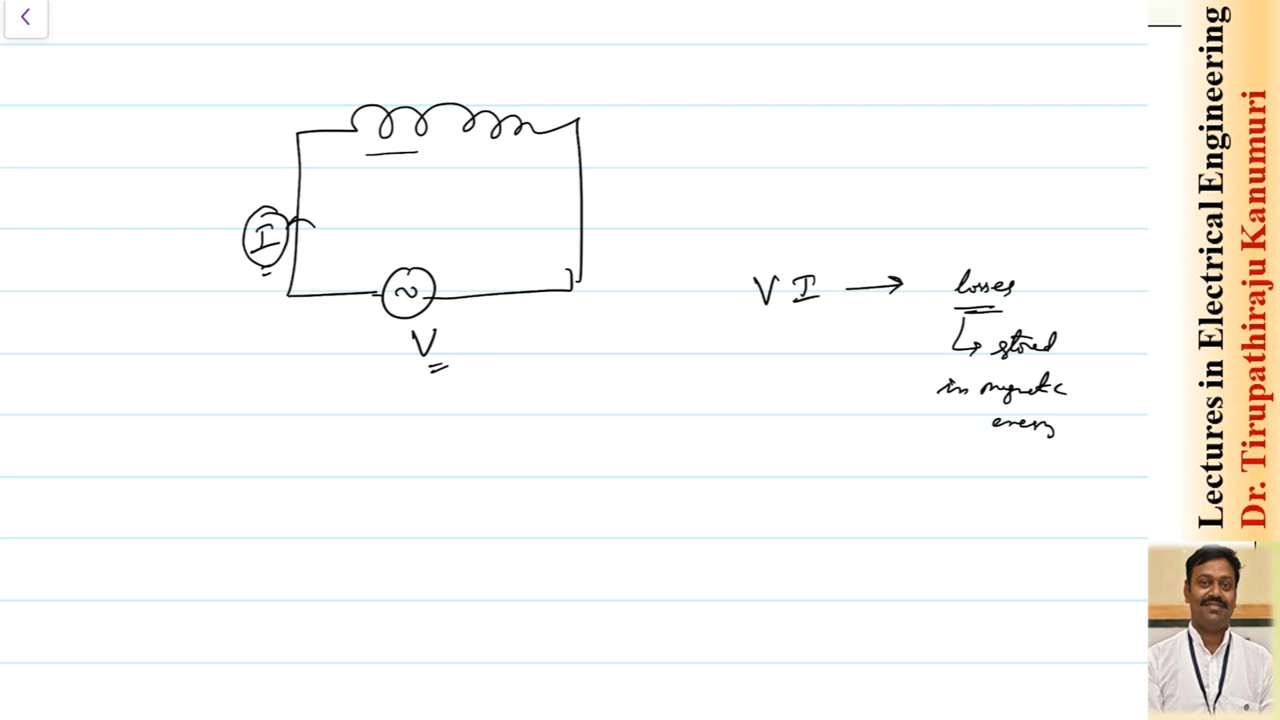 I
~
V
V I → losses
↳ stored
in magnetic
energy
Lectures in Electrical Engineering
Dr. Tirupathiraju Kanumuri